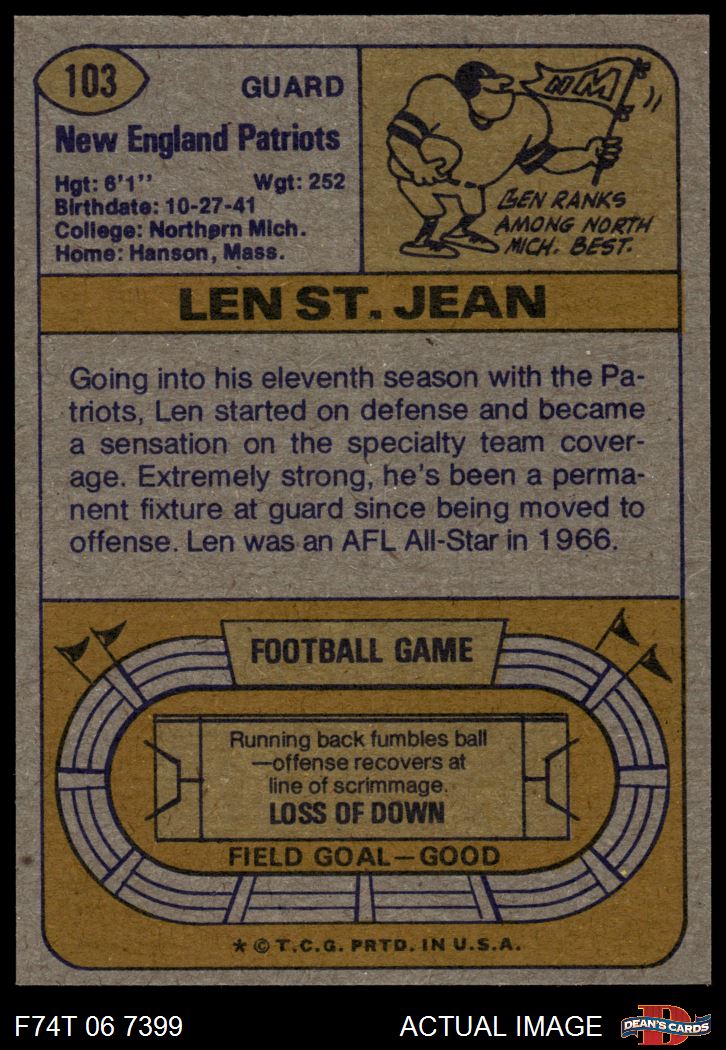 103
GUARD
New England Patriots
Hgt: 6'1'' Wgt: 252
Birthdate: 10-27-41
College: Northern Mich.
Home: Hanson, Mass.
NM
LEN RANKS
AMONG NORTH
MICH. BEST.
LEN ST. JEAN
Going into his eleventh season with the Pa-
triots, Len started on defense and became
a sensation on the specialty team cover-
age. Extremely strong, he's been a perma-
nent fixture at guard since being moved to
offense. Len was an AFL All-Star in 1966.
FOOTBALL GAME
Running back fumbles ball
—offense recovers at
line of scrimmage.
LOSS OF DOWN
FIELD GOAL—GOOD
* © T.C.G. PRTD. IN U.S.A.
F74T 06 7399
ACTUAL IMAGE
D
DEAN'S CARDS